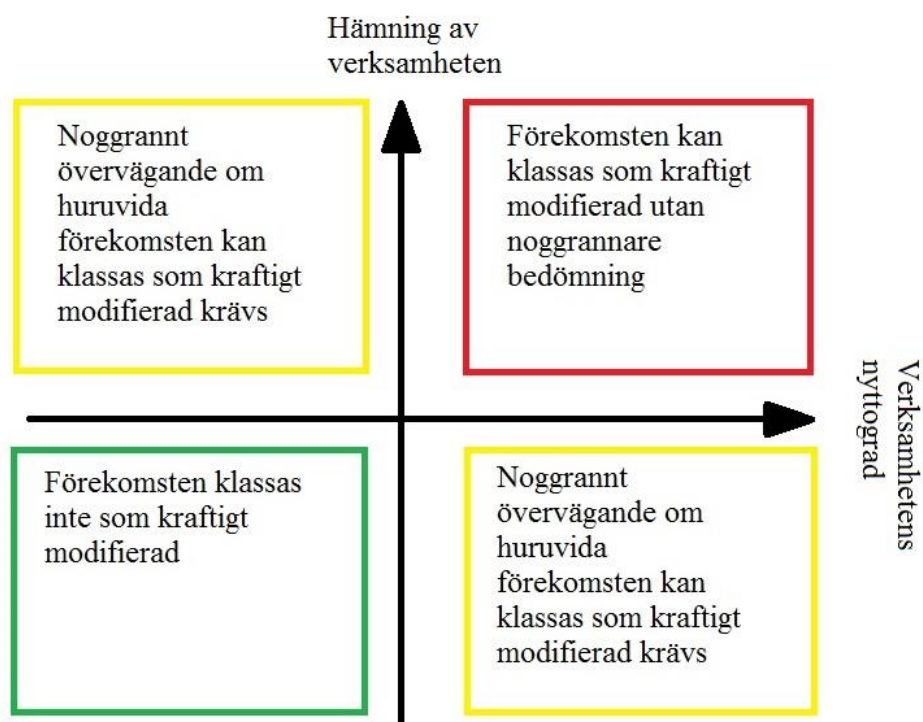 Hämning av
verksamheten
Noggrannt
övervägande om
huruvida
förekomsten kan
klassas som kraftigt
modifierad krävs
Förekomsten kan
klassas som kraftigt
modifierad utan
noggrannare
bedömning
Verksamhetens
nyttograd
Förekomsten klassas
inte som kraftigt
modifierad
Noggrannt
övervägande om
huruvida
förekomsten kan
klassas som kraftigt
modifierad krävs